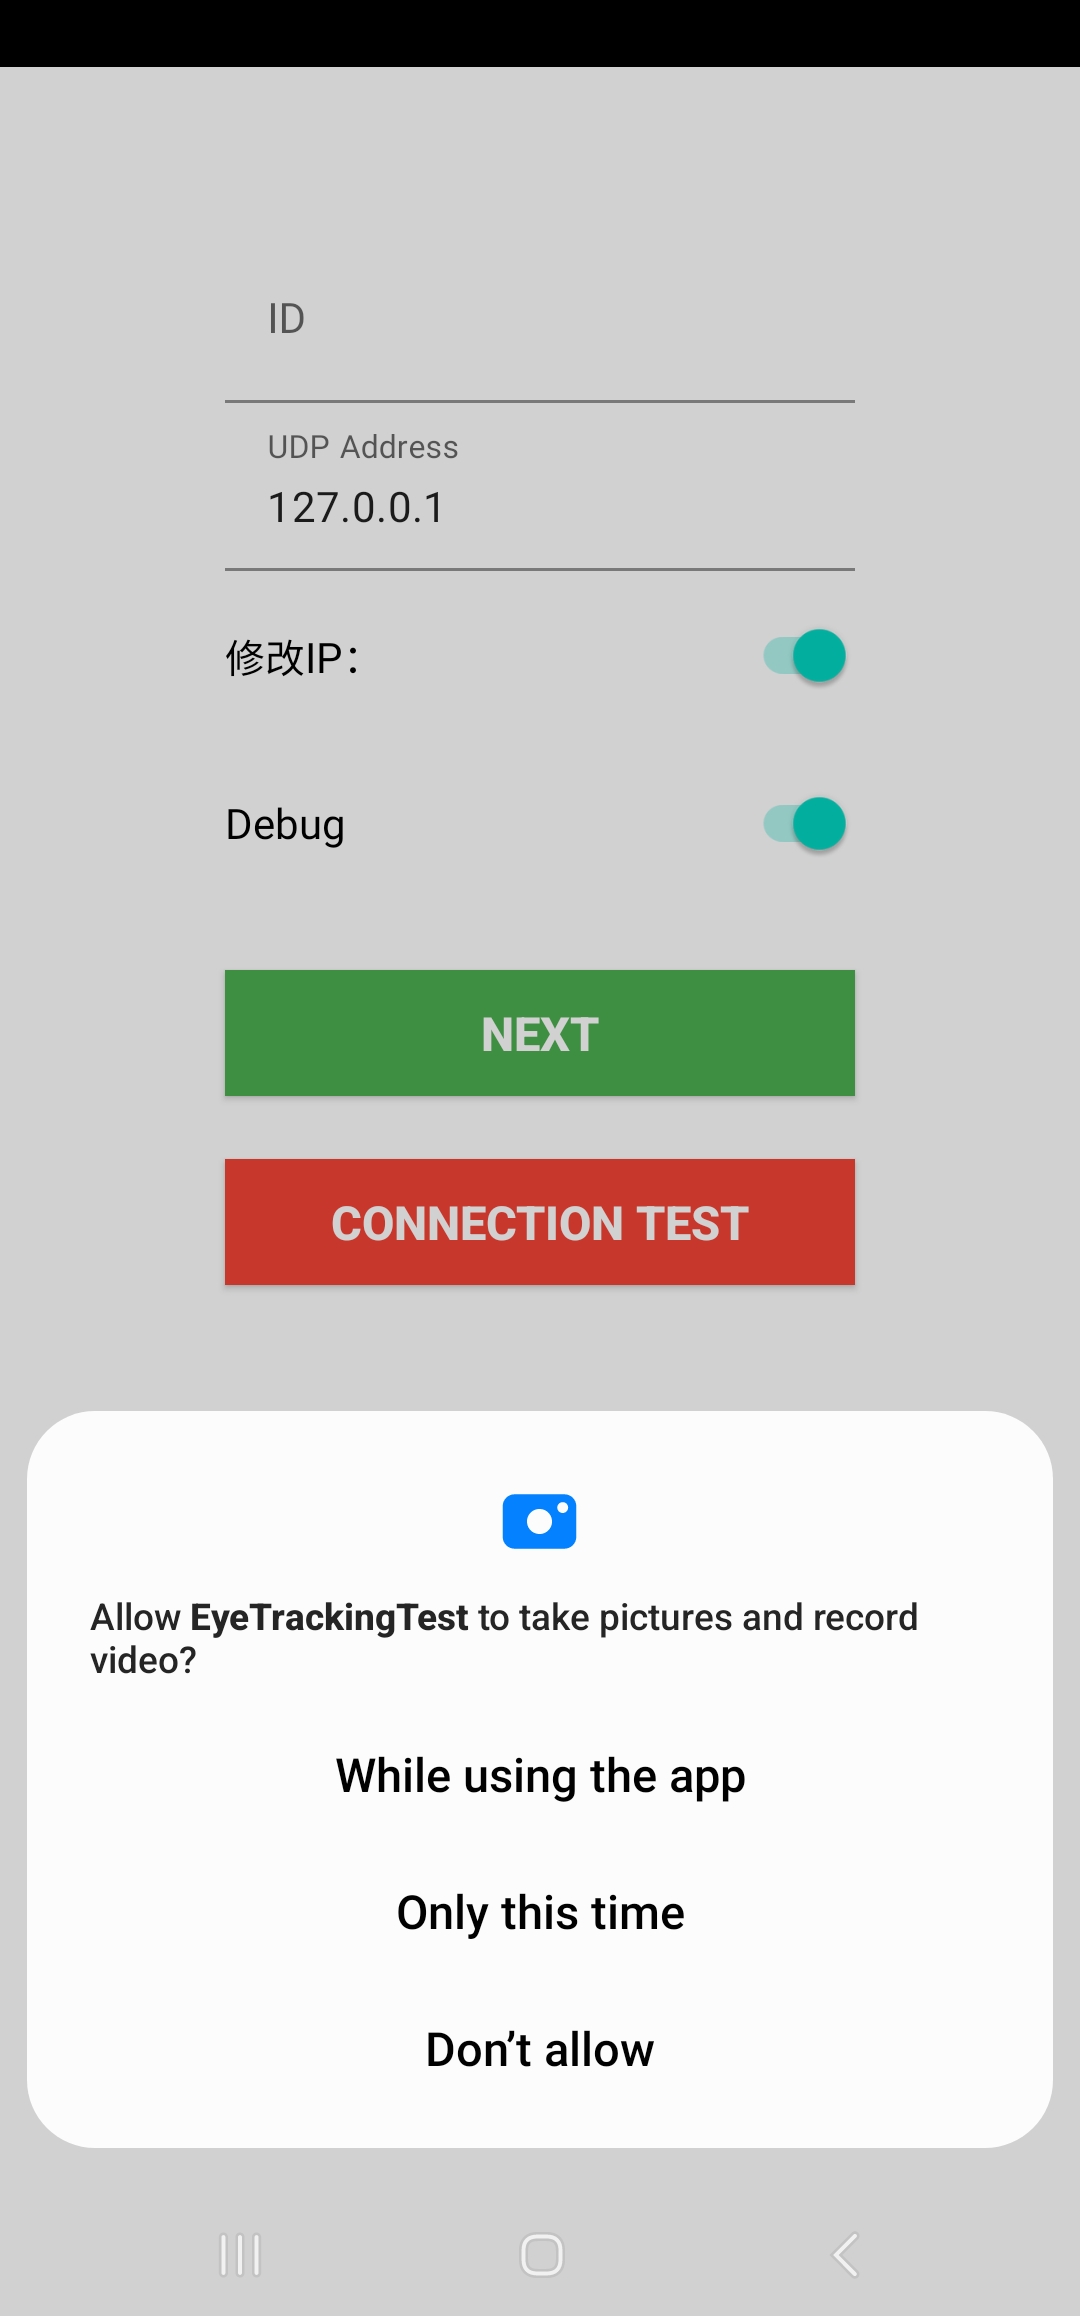 ID
UDP Address
127.0.0.1
修改IP：
Debug
NEXT
CONNECTION TEST
Allow EyeTrackingTest to take pictures and record
video?
While using the app
Only this time
Don’t allow